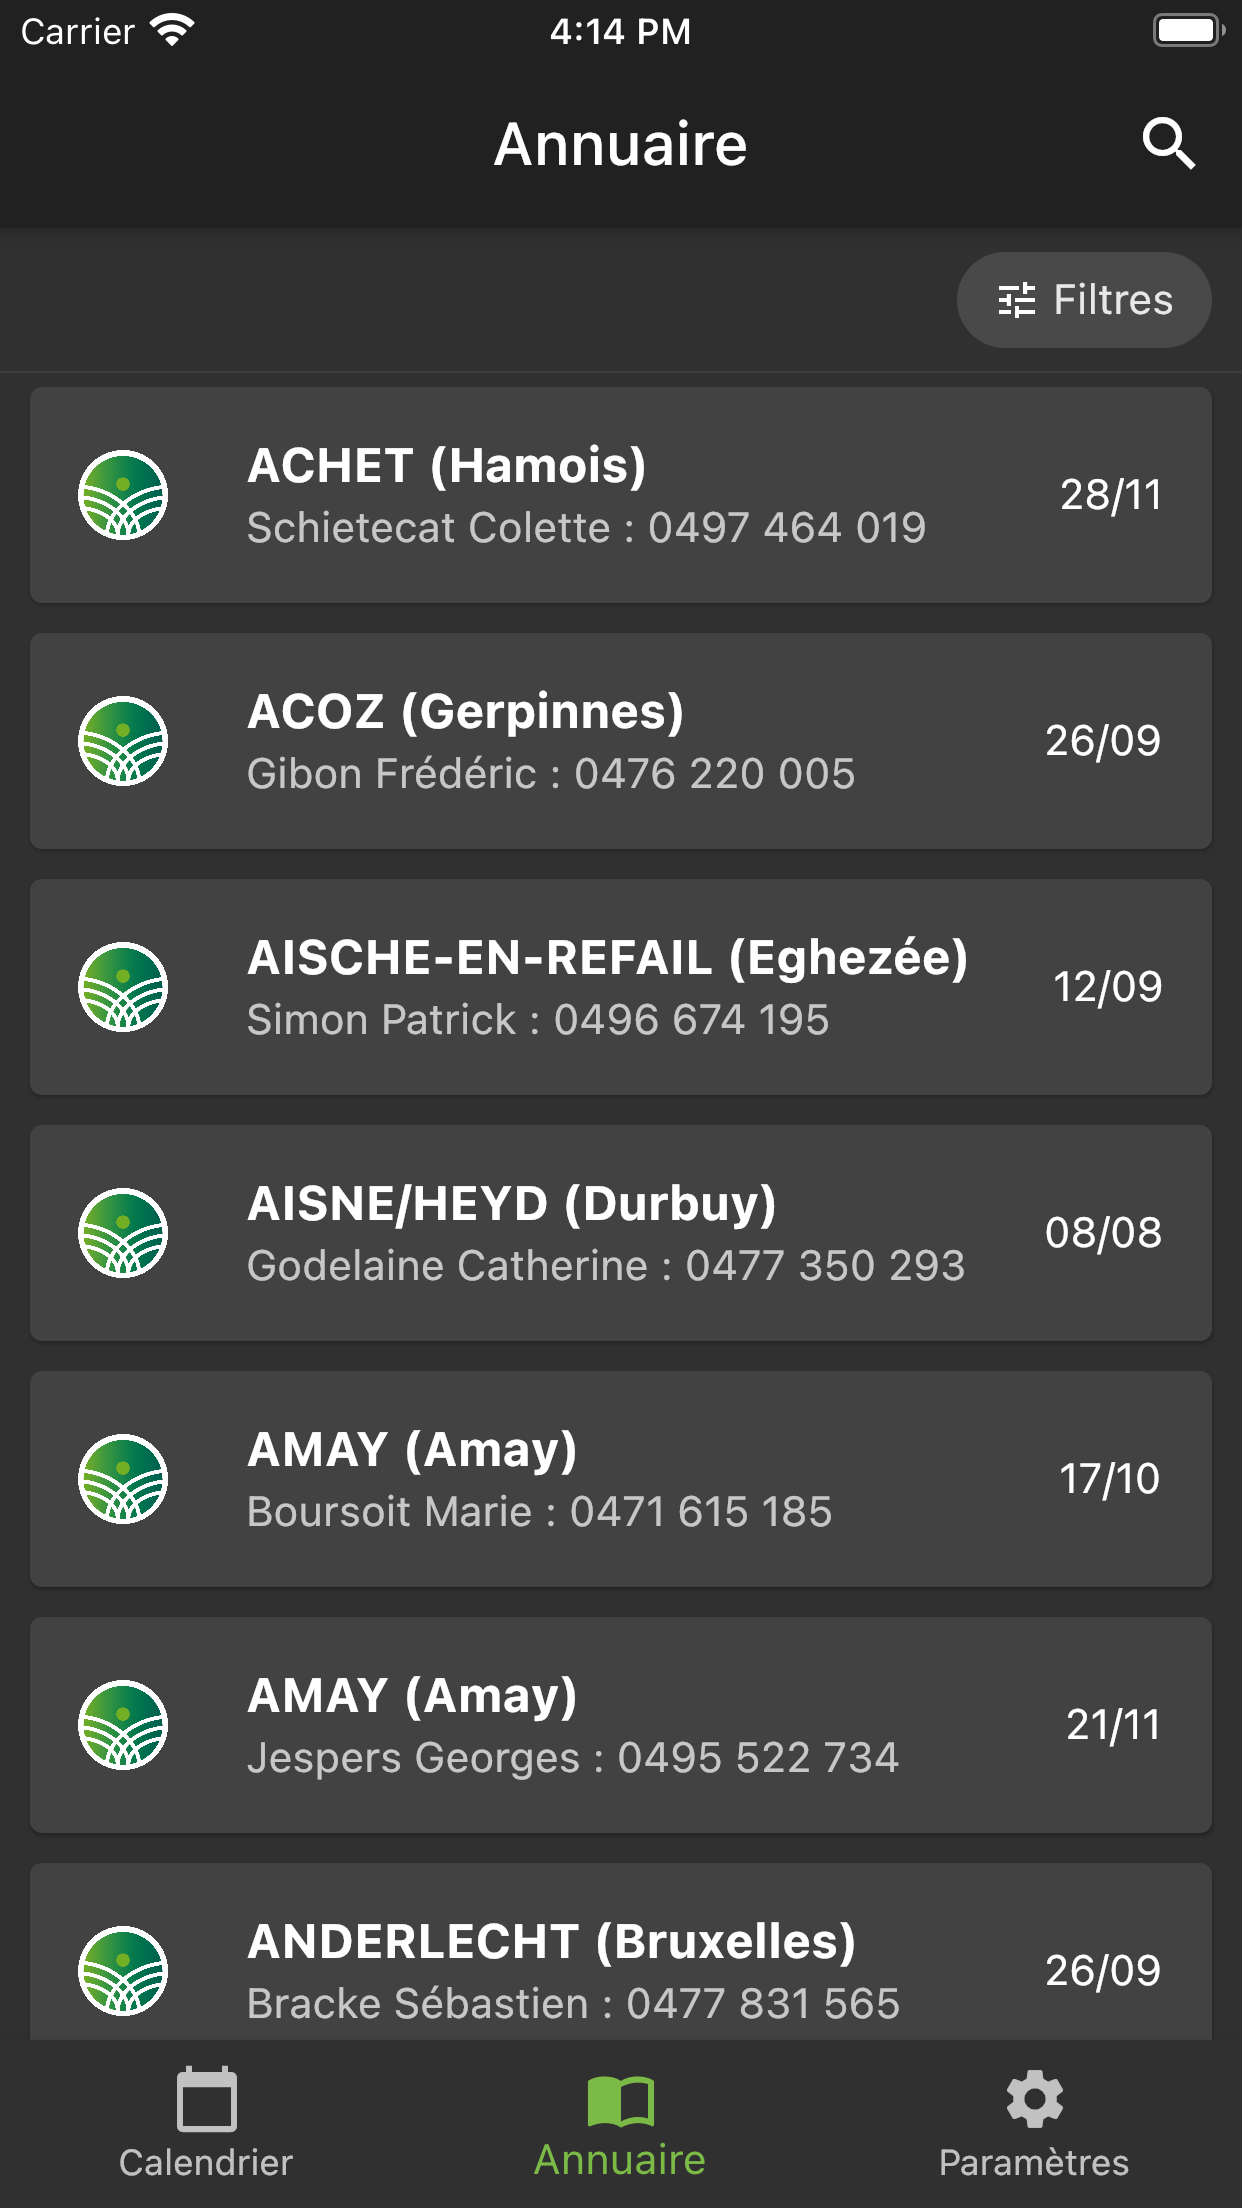 Carrier 4:14 PM
Annuaire
Filtres
ACHET (Hamois)
Schietecat Colette : 0497 464 019
28/11
ACOZ (Gerpinnes)
Gibon Frédéric : 0476 220 005
26/09
AISCHE-EN-REFAIL (Eghezée)
Simon Patrick : 0496 674 195
12/09
AISNE/HEYD (Durbuy)
Godelaine Catherine : 0477 350 293
08/08
AMAY (Amay)
Boursoit Marie : 0471 615 185
17/10
AMAY (Amay)
Jespers Georges : 0495 522 734
21/11
ANDERLECHT (Bruxelles)
Bracke Sébastien : 0477 831 565
26/09
Calendrier Annuaire Paramètres